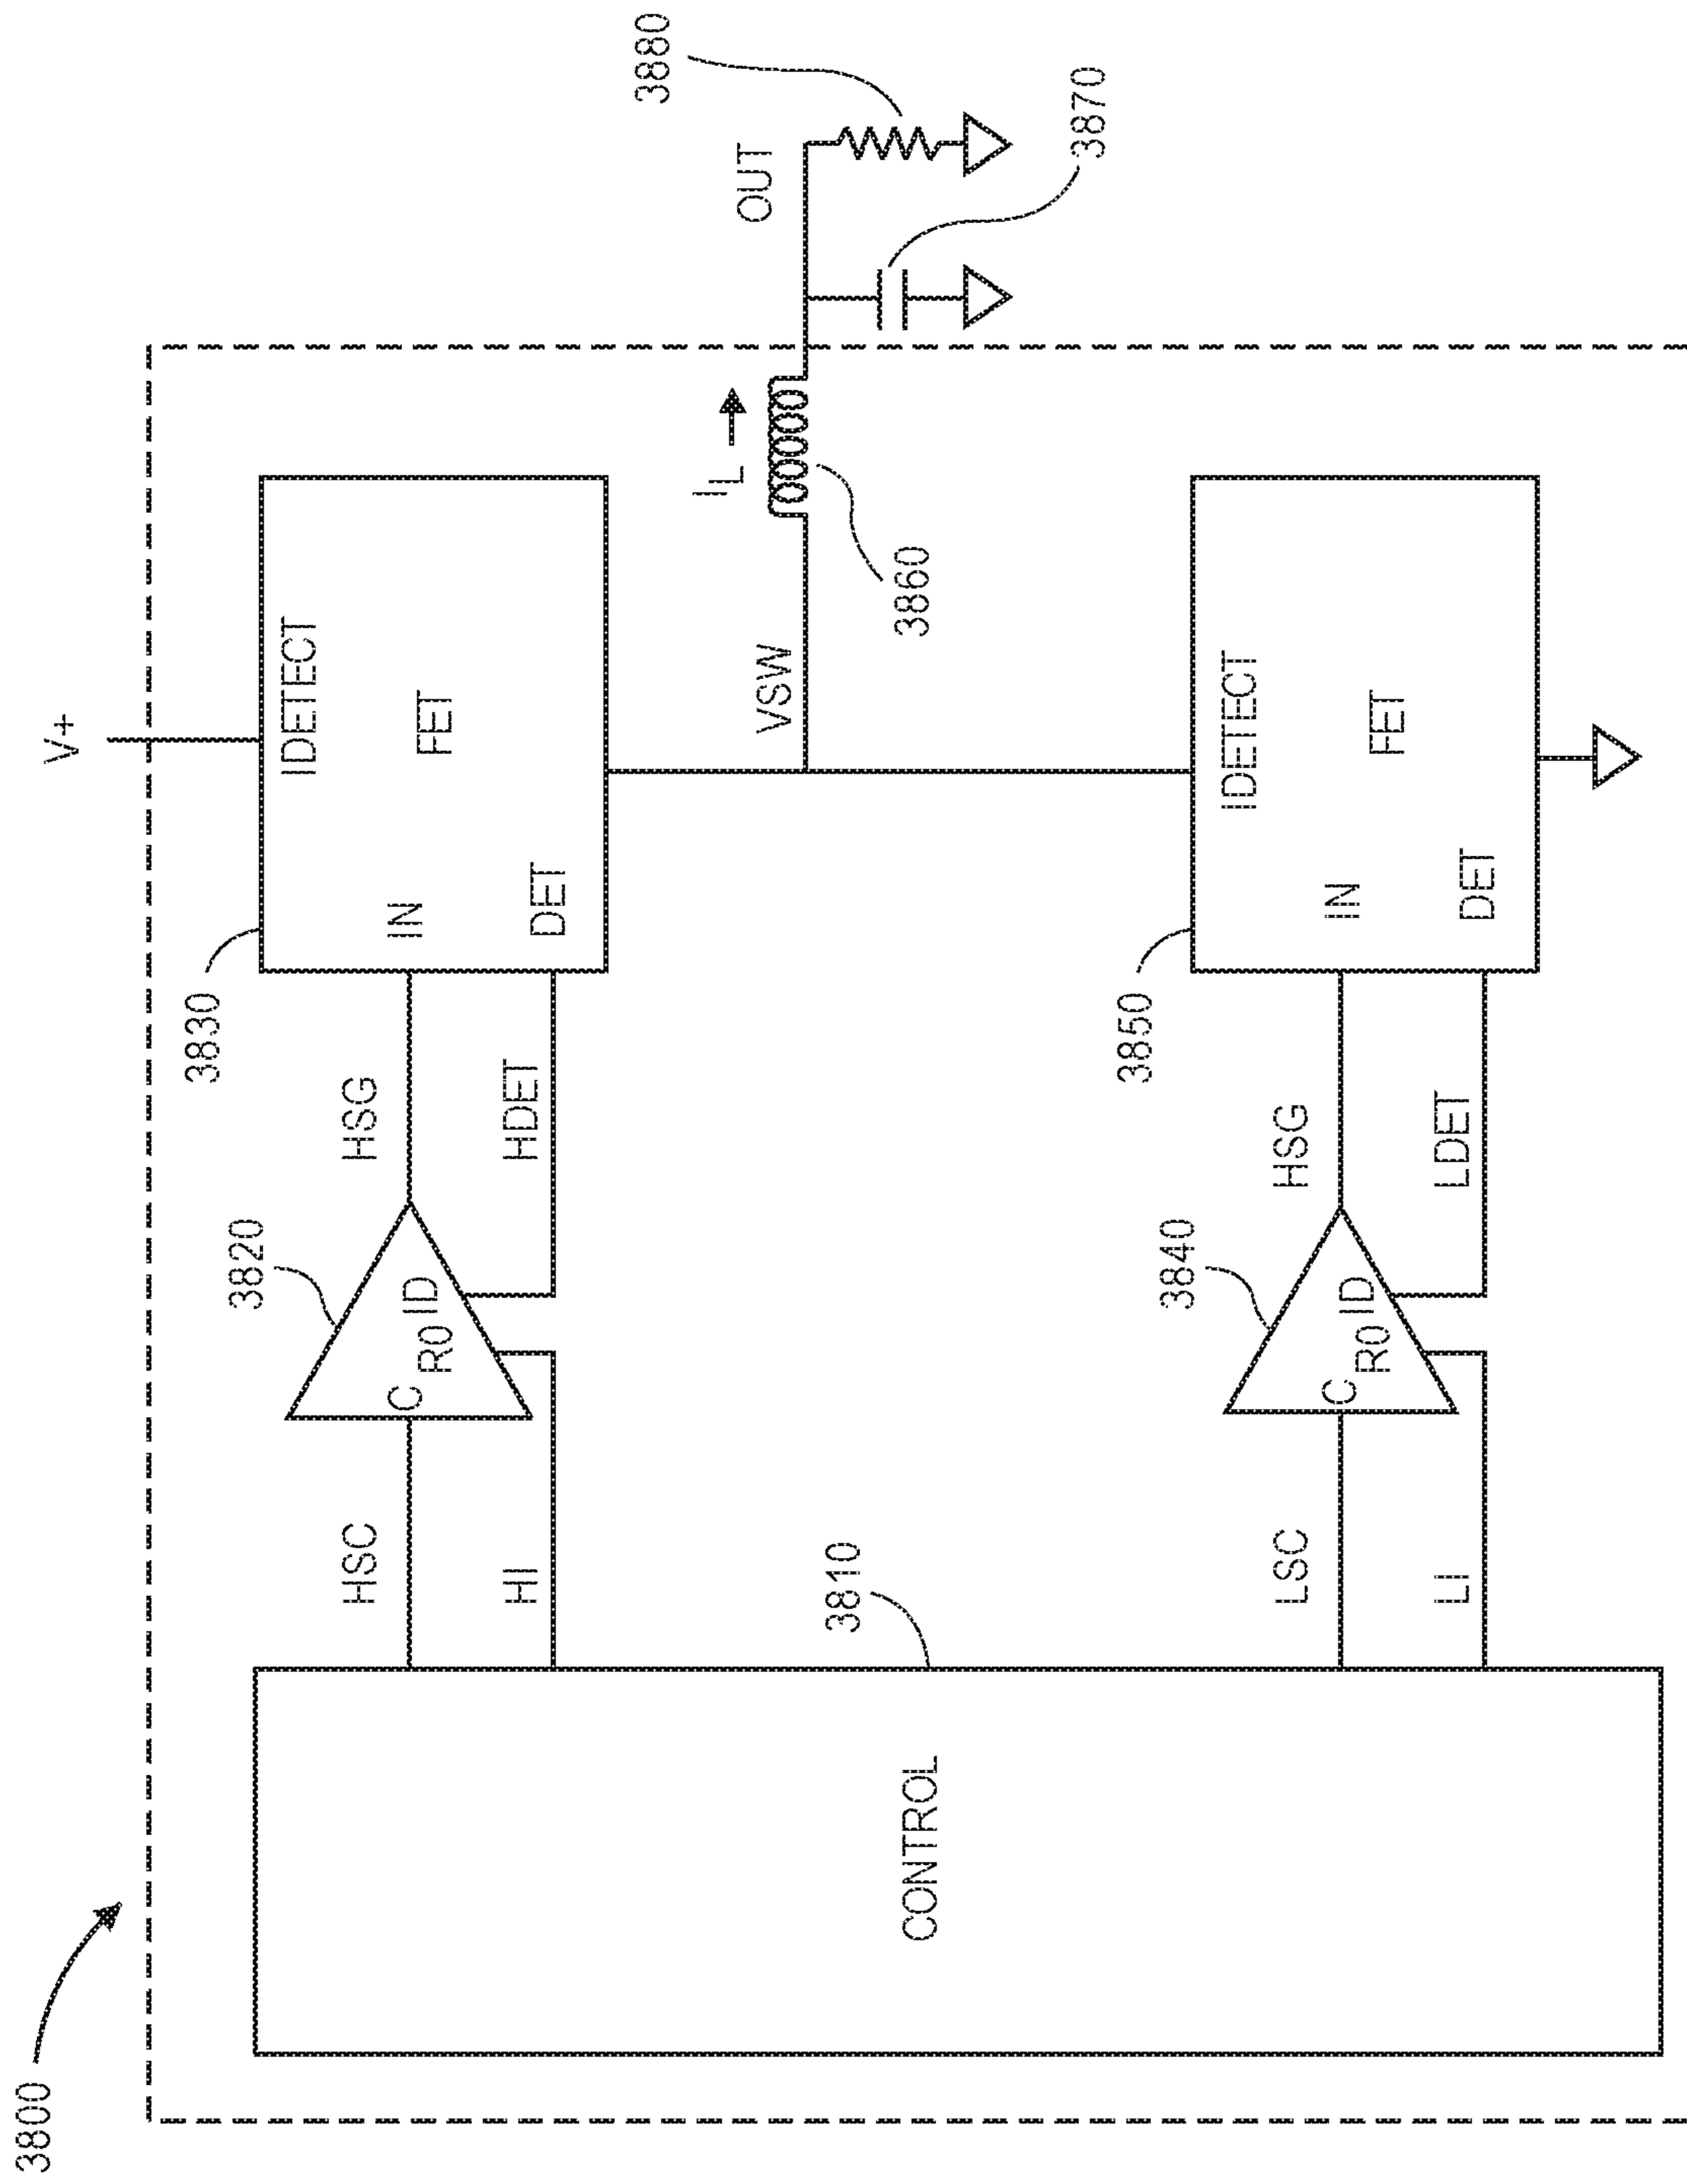 3800
V+
3830
IDETECT
IN
FET
DET
3820
HSC
C
R0
ID
HSG
HI
HDET
3880
OUT
3870
IL
VSW
3860
3810
CONTROL
3850
IDETECT
IN
FET
DET
3840
LSC
C
R0
ID
HSG
LI
LDET